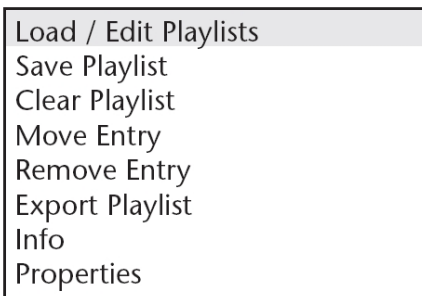 Load / Edit Playlists
Save Playlist
Clear Playlist
Move Entry
Remove Entry
Export Playlist
Info
Properties